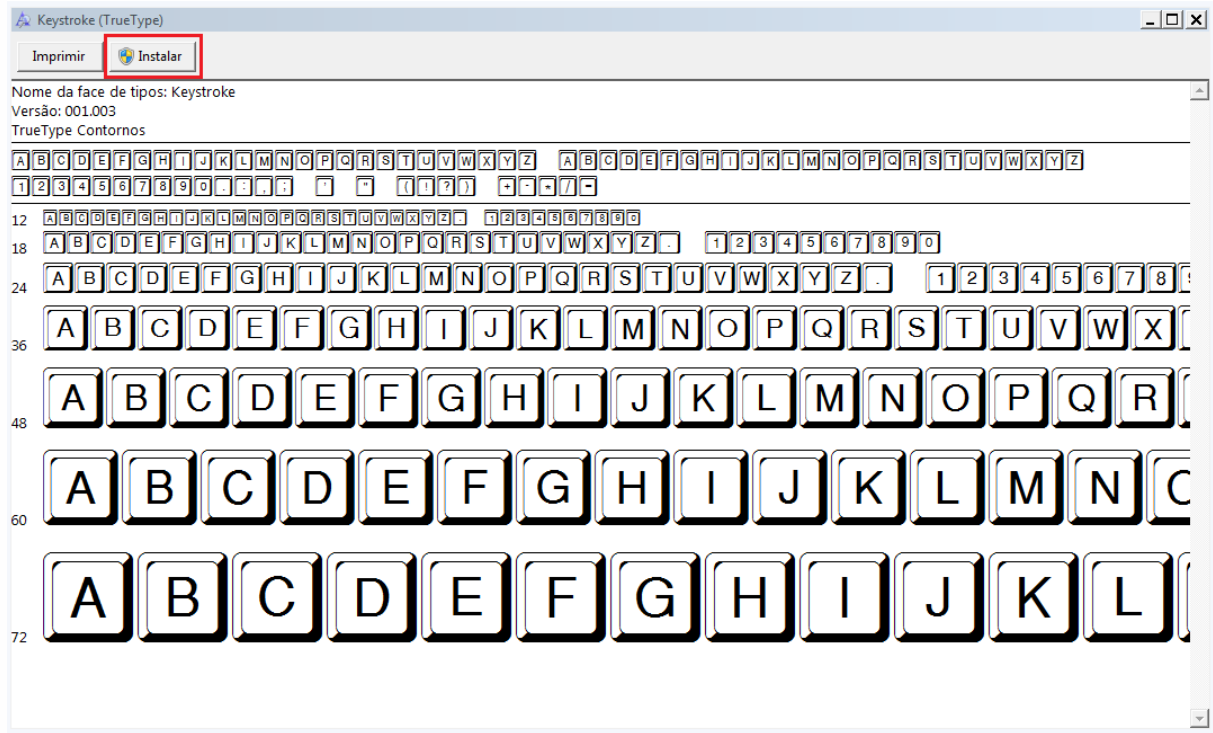 Keystroke (TrueType)
Imprimir Instalar
Nome da face de tipos: Keystroke
Versão: 001.003
TrueType Contornos
ABCDEFGHIJKLMNOPQRSTUVWXYZ ABCDEFGHIJKLMNOPQRSTUVWXYZ
1234567890.:,; ' " (!?) +-*/=
12 ABCDEFGHIJKLMNOPQRSTUVWXYZ. 1234567890
18 ABCDEFGHIJKLMNOPQRSTUVWXYZ. 1234567890
24 ABCDEFGHIJKLMNOPQRSTUVWXYZ. 12345678
36 ABCDEFGHIJKLMNOPQRSTUVWX
48 ABCDEFGHIJKLMNOPQR
60 ABCDEFGHIJKLMN
72 ABCDEFGHIJKL